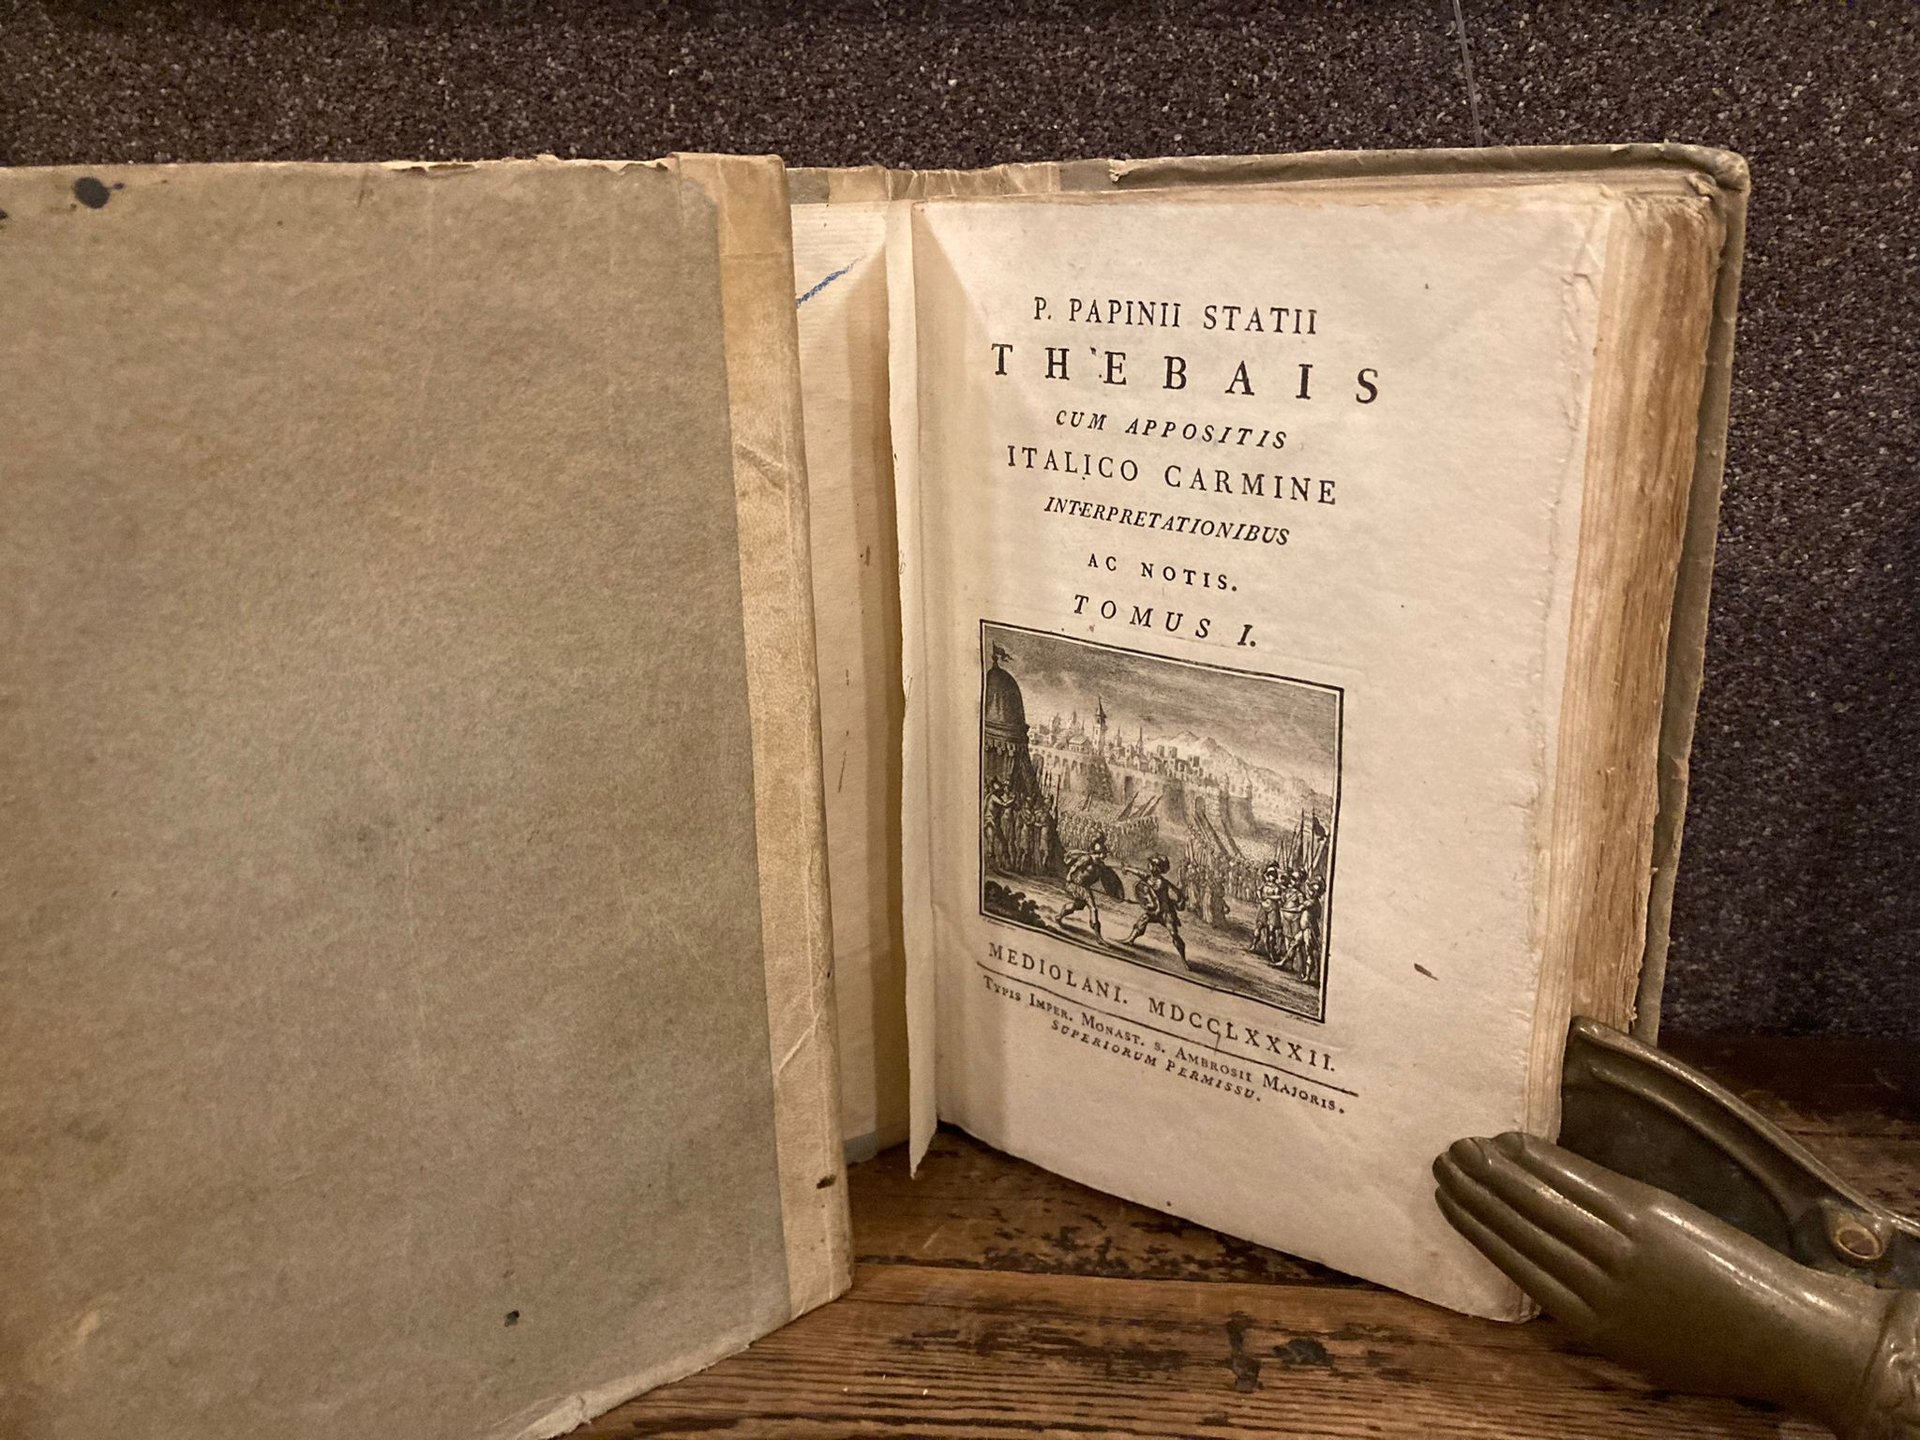 P. PAPINII STATII
THEBAIS
CUM APPOSITIS
ITALICO CARMINE
INTERPRETATIONIBUS
AC NOTIS.
TOMUS I.
MEDIOLANI. MDCCLXXXII.
TYPIS IMPER. MONAST. S. AMBROSII MAJORIS.
SUPERIORUM PERMISSU.